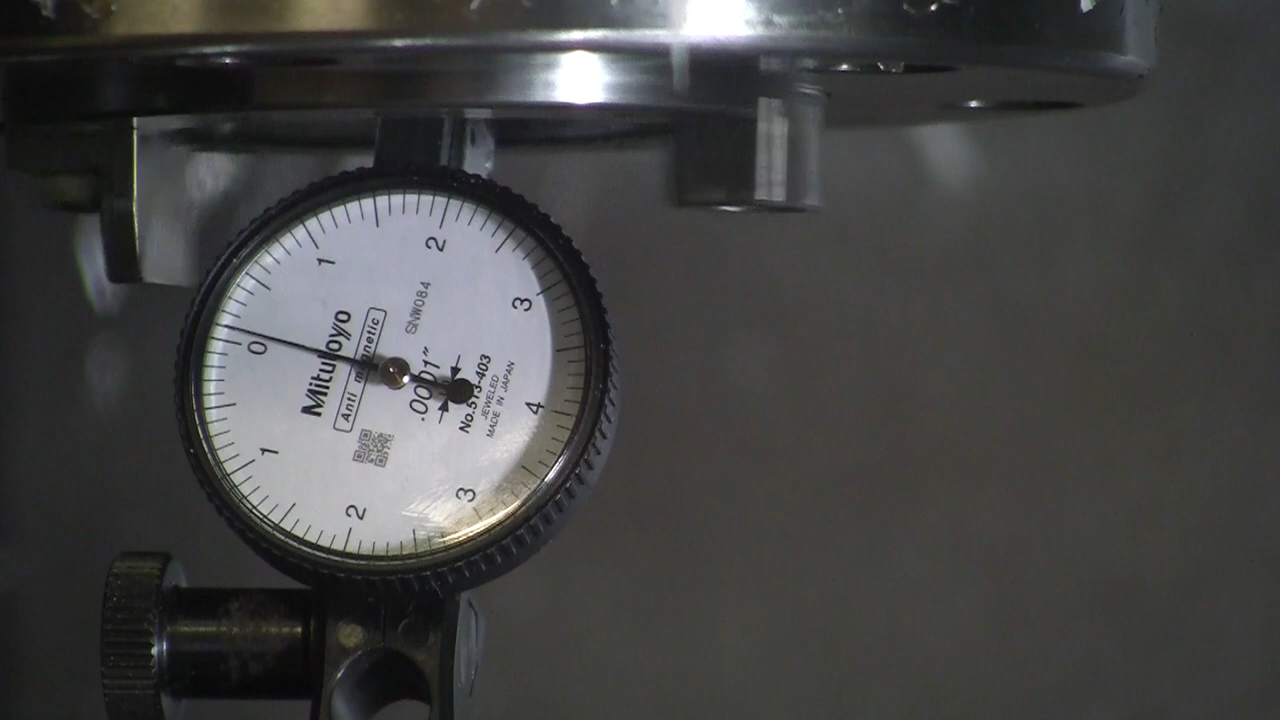 0
1
2
3
4
3
2
1
Mitutoyo
Anti magnetic
SNW084
.0001"
No.513-403
JEWELED
MADE IN JAPAN